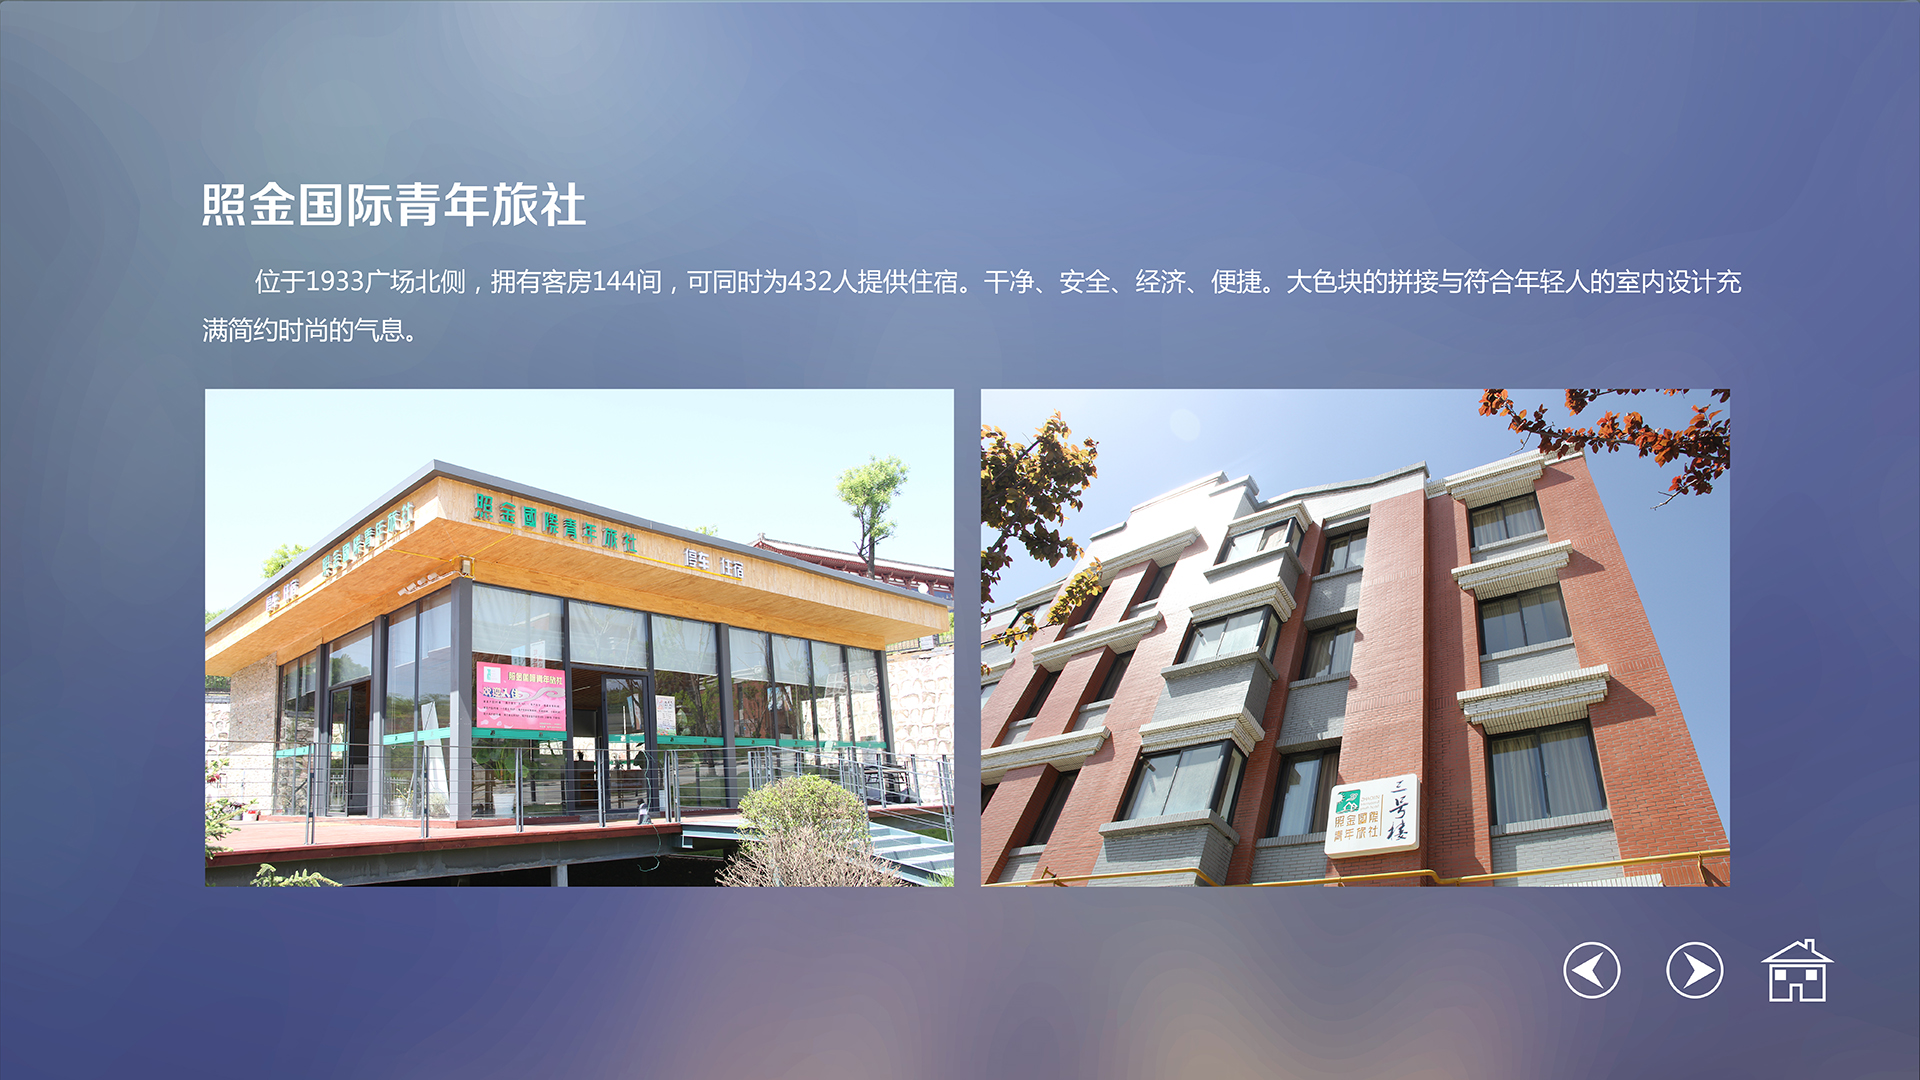 照金国际青年旅社
位于1933广场北侧，拥有客房144间，可同时为432人提供住宿。干净、安全、经济、便捷。大色块的拼接与符合年轻人的室内设计充
满简约时尚的气息。
照金國際青年旅社
照金國際青年旅社
停车 住宿
欢迎入住
三号楼
照金国际
青年旅社